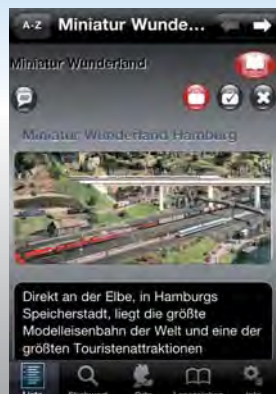 A-Z Miniatur Wunde...
Miniatur Wunderland
Miniatur Wunderland Hamburg
Direkt an der Elbe, in Hamburgs
Speicherstadt, liegt die größte
Modelleisenbahn der Welt und eine der
größten Touristenattraktionen
Liste